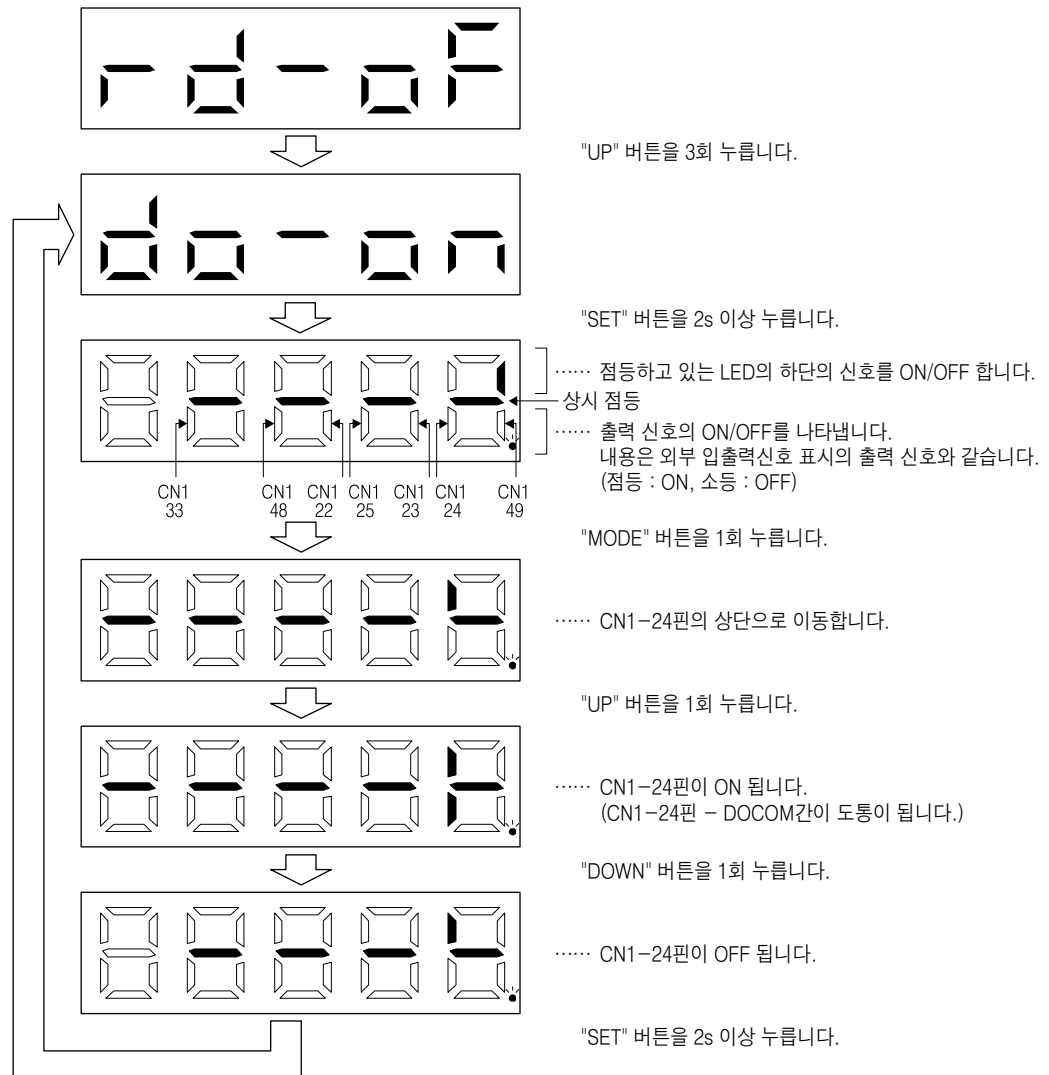 rd-oF
"UP" 버튼을 3회 누릅니다.
do-on
"SET" 버튼을 2s 이상 누릅니다.
…… 점등하고 있는 LED의 하단의 신호를 ON/OFF 합니다.
상시 점등
…… 출력 신호의 ON/OFF를 나타냅니다.
내용은 외부 입출력신호 표시의 출력 신호와 같습니다.
(점등 : ON, 소등 : OFF)
CN1 CN1 CN1 CN1 CN1 CN1 CN1
33 48 22 25 23 24 49
"MODE" 버튼을 1회 누릅니다.
…… CN1-24핀의 상단으로 이동합니다.
"UP" 버튼을 1회 누릅니다.
…… CN1-24핀이 ON 됩니다.
(CN1-24핀 - DOCOM간이 도통이 됩니다.)
"DOWN" 버튼을 1회 누릅니다.
…… CN1-24핀이 OFF 됩니다.
"SET" 버튼을 2s 이상 누릅니다.